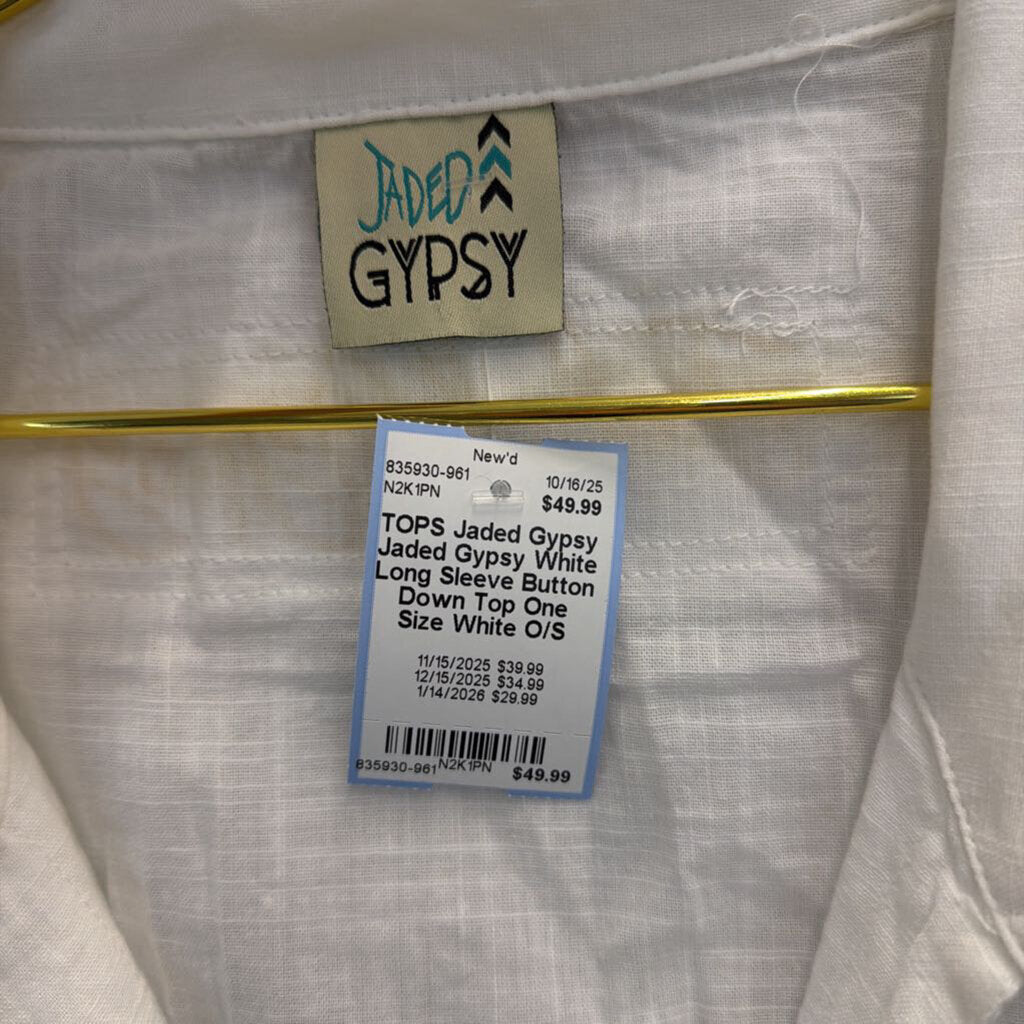 JADED
GYPSY
New'd
835930-961
N2K1PN
10/16/25
$49.99
TOPS Jaded Gypsy
Jaded Gypsy White
Long Sleeve Button
Down Top One
Size White O/S
11/15/2025 $39.99
12/15/2025 $34.99
1/14/2026 $29.99
835930-961 N2K1PN $49.99